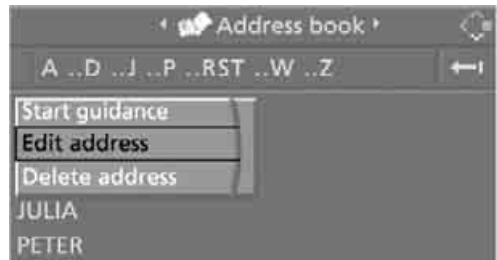 Address book
A ..D ..J ..P ..RST ..W ..Z
Start guidance
Edit address
Delete address
JULIA
PETER